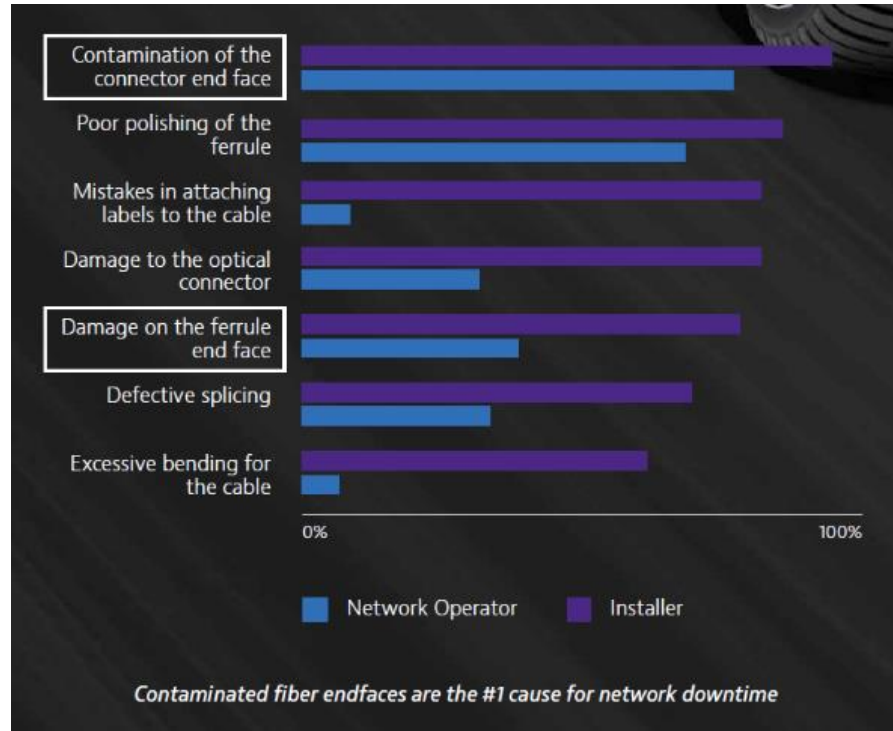 Contamination of the
connector end face
Poor polishing of the
ferrule
Mistakes in attaching
labels to the cable
Damage to the optical
connector
Damage on the ferrule
end face
Defective splicing
Excessive bending for
the cable
0%
100%
Network Operator
Installer
Contaminated fiber endfaces are the #1 cause for network downtime